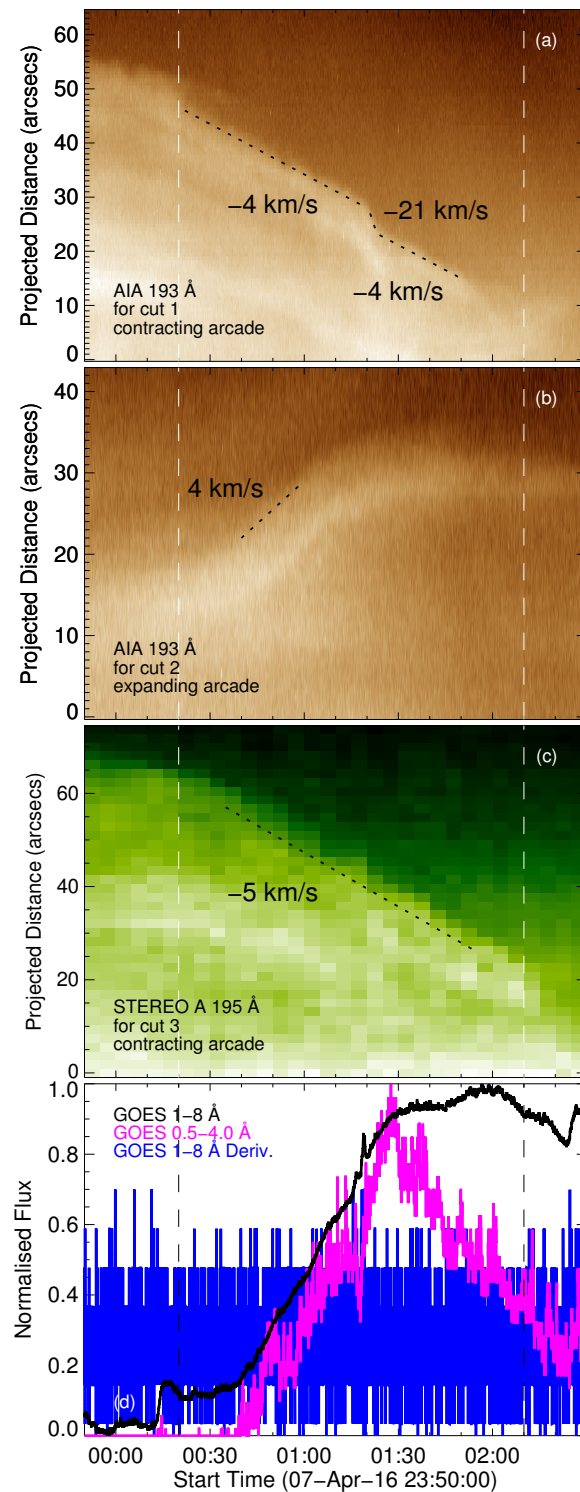 60
50
40
30
20
10
0
Projected Distance (arcsecs)
(a)
−4 km/s
−21 km/s
−4 km/s
AIA 193 Å
for cut 1
contracting arcade
40
30
20
10
0
Projected Distance (arcsecs)
(b)
4 km/s
AIA 193 Å
for cut 2
expanding arcade
60
40
20
0
Projected Distance (arcsecs)
(c)
−5 km/s
STEREO A 195 Å
for cut 3
contracting arcade
1.0
0.8
0.6
0.4
0.2
0.0
Normalised Flux
GOES 1−8 Å
GOES 0.5−4.0 Å
GOES 1−8 Å Deriv.
(d)
00:00 00:30 01:00 01:30 02:00
Start Time (07−Apr−16 23:50:00)